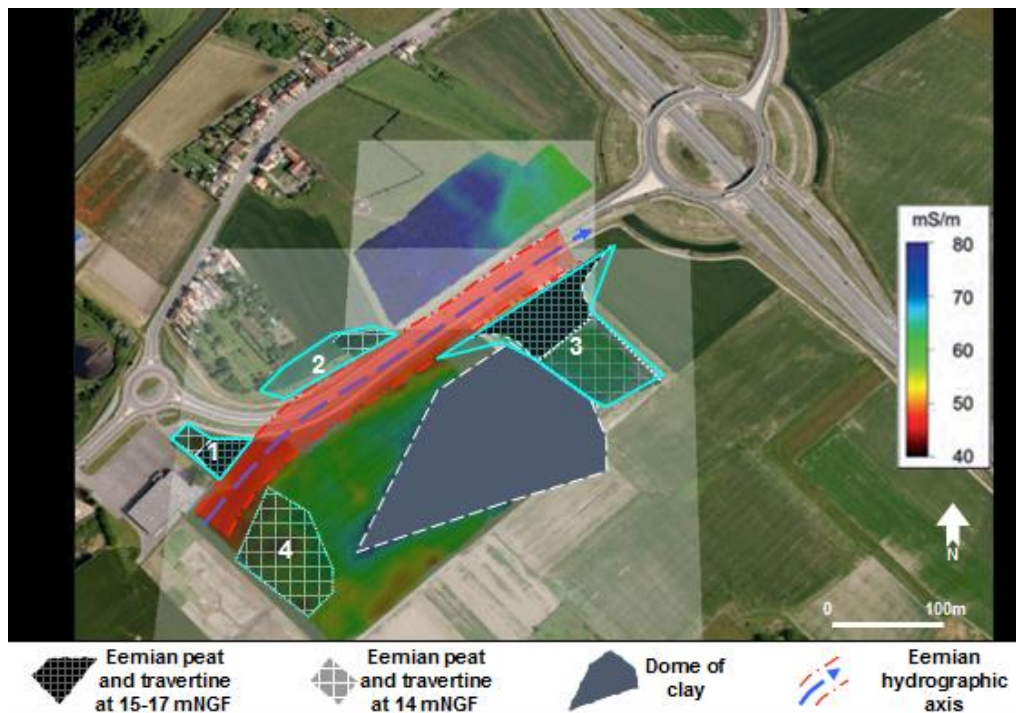 mS/m
80
70
60
50
40
2
3
1
4
N
0 100m
Eemian peat
and travertine
at 15-17 mNGF
Eemian peat
and travertine
at 14 mNGF
Dome of
clay
Eemian
hydrographic
axis